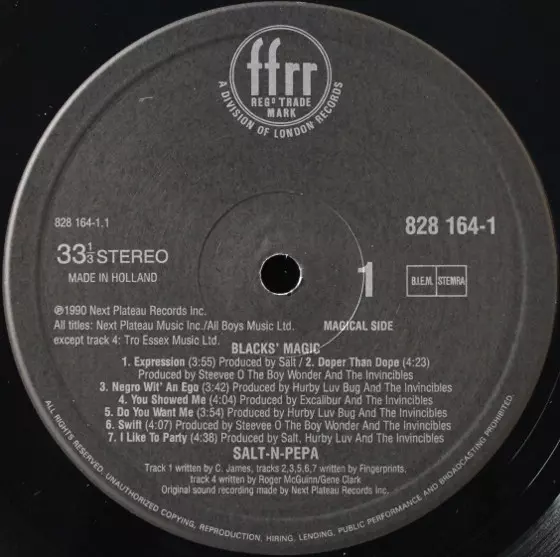 ffrr
REGᴰ TRADE
MARK
A DIVISION OF LONDON RECORDS
828 164-1.1
828 164-1
33⅓ STEREO
MADE IN HOLLAND
1
B.I.E.M. STEMRA
℗1990 Next Plateau Records Inc.
All titles: Next Plateau Music Inc./All Boys Music Ltd.
MAGICAL SIDE
except track 4: Tro Essex Music Ltd.
BLACKS' MAGIC
1. Expression (3:55) Produced by Salt / 2. Doper Than Dope (4:23)
Produced by Steevee O The Boy Wonder And The Invincibles
3. Negro Wit' An Ego (3:42) Produced by Hurby Luv Bug And The Invincibles
4. You Showed Me (4:04) Produced by Excalibur And The Invincibles
5. Do You Want Me (3:54) Produced by Hurby Luv Bug And The Invincibles
6. Swift (4:07) Produced by Steevee O The Boy Wonder And The Invincibles
7. I Like To Party (4:38) Produced by Salt, Hurby Luv And The Invincibles
SALT-N-PEPA
Track 1 written by C. James, tracks 2,3,5,6,7 written by Fingerprints,
track 4 written by Roger McGuinn/Gene Clark
Original sound recording made by Next Plateau Records Inc.
ALL RIGHTS RESERVED. UNAUTHORIZED COPYING, REPRODUCTION, HIRING, LENDING, PUBLIC PERFORMANCE AND BROADCASTING PROHIBITED.